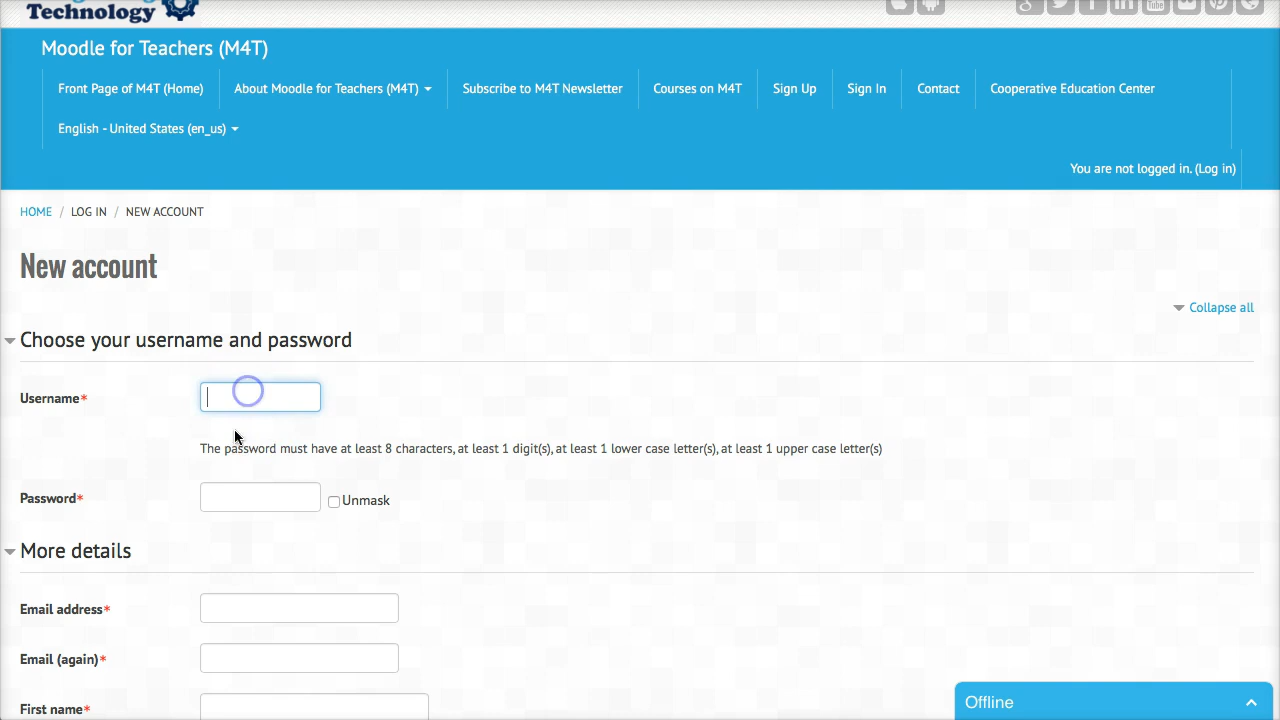 Technology
You
Tube
Moodle for Teachers (M4T)
Front Page of M4T (Home) About Moodle for Teachers (M4T) Subscribe to M4T Newsletter Courses on M4T Sign Up Sign In Contact Cooperative Education Center
English - United States (en_us)
You are not logged in. (Log in)
HOME / LOG IN / NEW ACCOUNT
New account
Collapse all
Choose your username and password
Username*
The password must have at least 8 characters, at least 1 digit(s), at least 1 lower case letter(s), at least 1 upper case letter(s)
Password* Unmask
More details
Email address*
Email (again)*
First name*
Offline